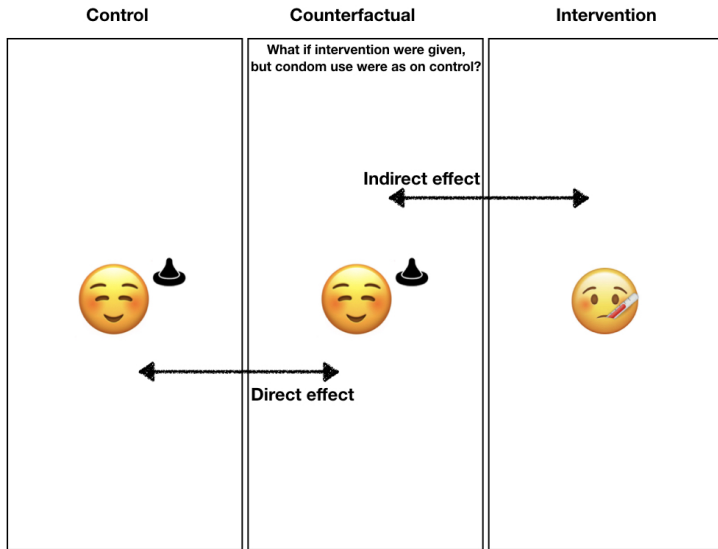 Control
Counterfactual
Intervention
What if intervention were given,
but condom use were as on control?
Indirect effect
Direct effect